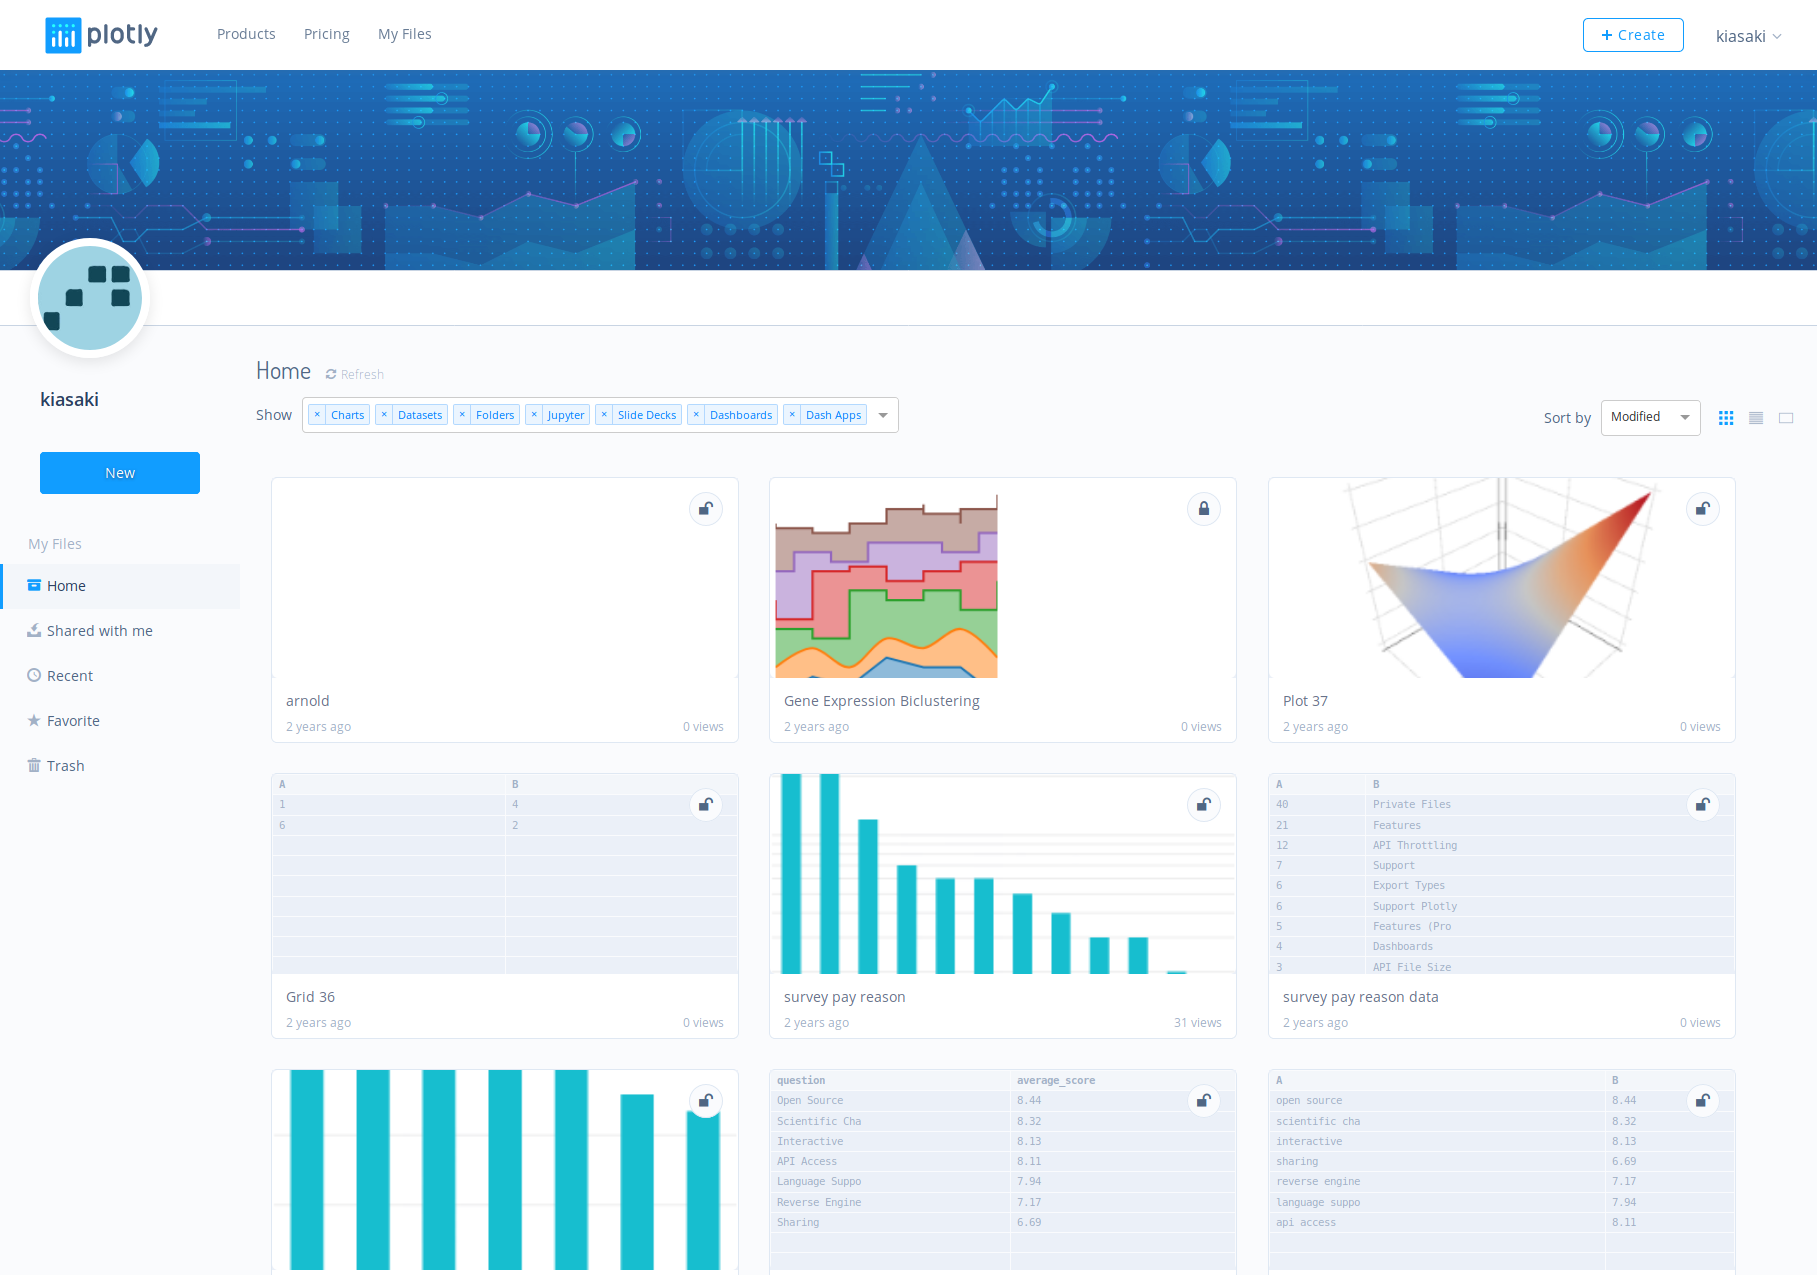 plotly
Products
Pricing
My Files
+ Create
kiasaki
kiasaki
New
My Files
Home
Shared with me
Recent
Favorite
Trash
Home
Refresh
Show
× Charts
× Datasets
× Folders
× Jupyter
× Slide Decks
× Dashboards
× Dash Apps
Sort by
Modified
arnold
2 years ago
0 views
Gene Expression Biclustering
2 years ago
0 views
Plot 37
2 years ago
0 views
A B
1 4
6 2
Grid 36
2 years ago
0 views
survey pay reason
2 years ago
31 views
A B
40 Private Files
21 Features
12 API Throttling
7 Support
6 Export Types
6 Support Plotly
5 Features (Pro
4 Dashboards
3 API File Size
survey pay reason data
2 years ago
0 views
question average_score
Open Source 8.44
Scientific Cha 8.32
Interactive 8.13
API Access 8.11
Language Suppo 7.94
Reverse Engine 7.17
Sharing 6.69
A B
open source 8.44
scientific cha 8.32
interactive 8.13
sharing 6.69
reverse engine 7.17
language suppo 7.94
api access 8.11